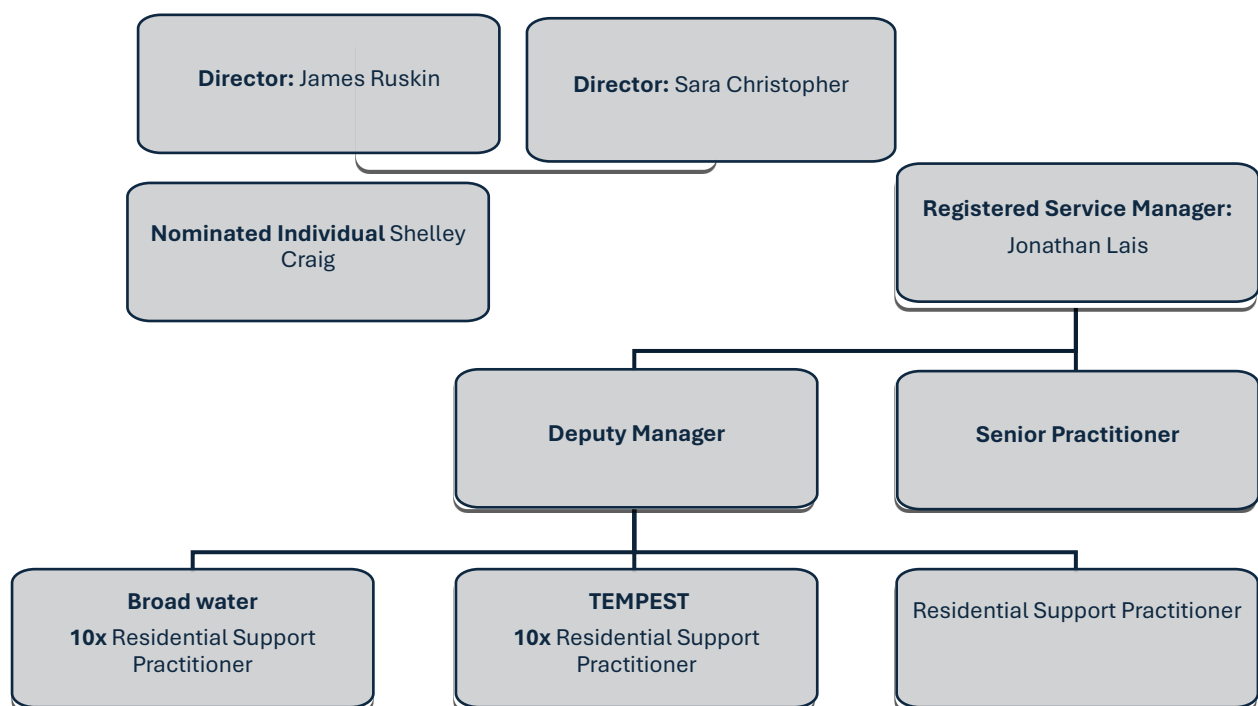 Director: James Ruskin
Director: Sara Christopher
Nominated Individual Shelley
Craig
Registered Service Manager:
Jonathan Lais
Deputy Manager
Senior Practitioner
Broad water
10x Residential Support
Practitioner
TEMPEST
10x Residential Support
Practitioner
Residential Support Practitioner